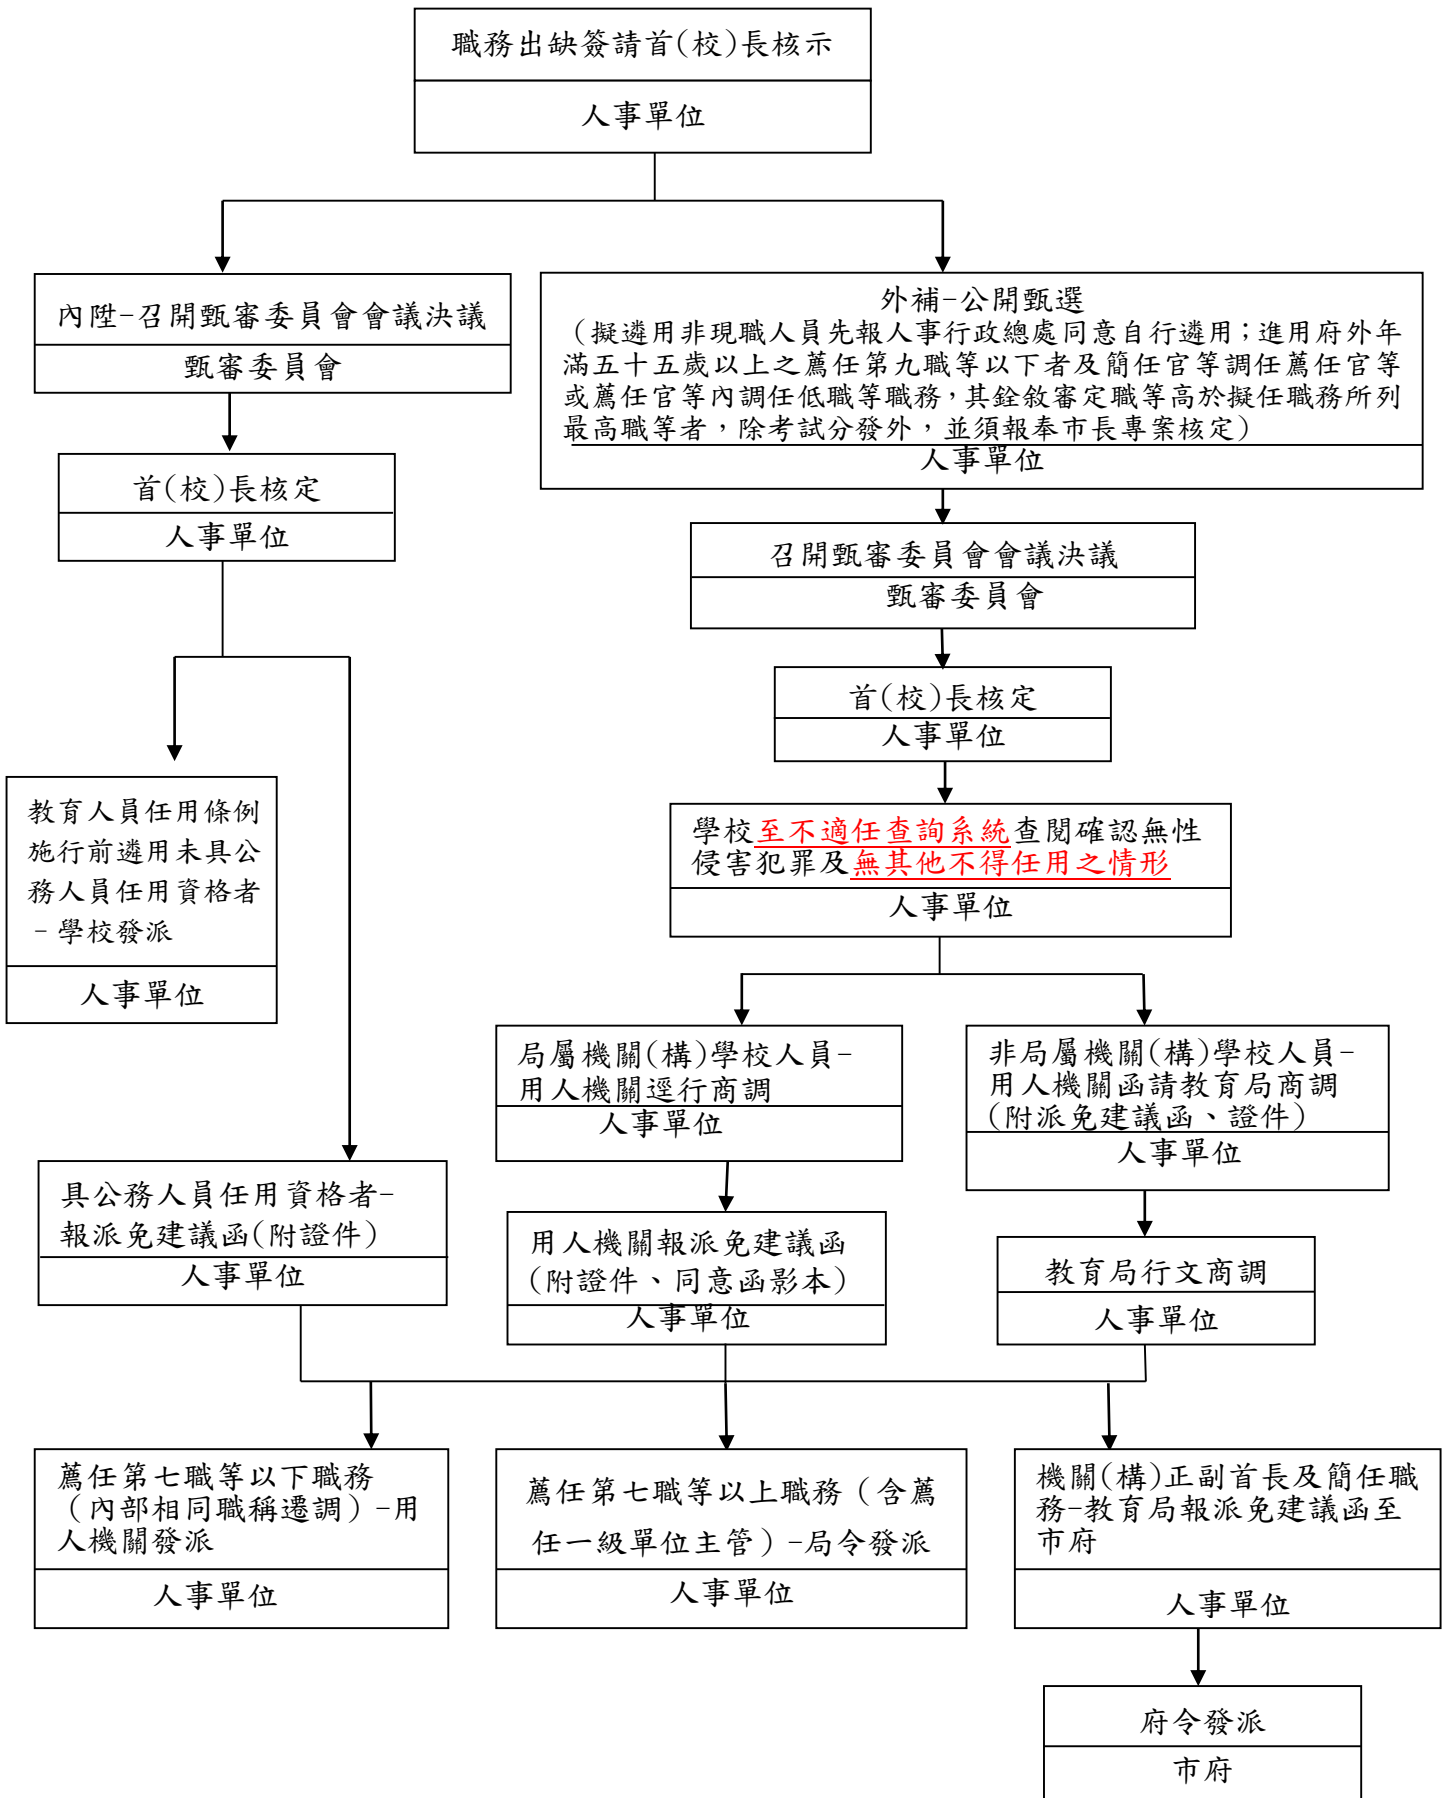 職務出缺簽請首(校)長核示
人事單位
內陞-召開甄審委員會會議決議
甄審委員會
外補-公開甄選
（擬遴用非現職人員先報人事行政總處同意自行遴用；進用府外年
滿五十五歲以上之薦任第九職等以下者及簡任官等調任薦任官等
或薦任官等內調任低職等職務，其銓敘審定職等高於擬任職務所列
最高職等者，除考試分發外，並須報奉市長專案核定）
人事單位
首(校)長核定
人事單位
召開甄審委員會會議決議
甄審委員會
首(校)長核定
人事單位
教育人員任用條例
施行前遴用未具公
務人員任用資格者
-學校發派
人事單位
學校至不適任查詢系統查閱確認無性
侵害犯罪及無其他不得任用之情形
人事單位
局屬機關(構)學校人員-
用人機關逕行商調
人事單位
非局屬機關(構)學校人員-
用人機關函請教育局商調
(附派免建議函、證件)
人事單位
具公務人員任用資格者-
報派免建議函(附證件)
人事單位
用人機關報派免建議函
(附證件、同意函影本)
人事單位
教育局行文商調
人事單位
薦任第七職等以下職務
（內部相同職稱遷調）-用
人機關發派
人事單位
薦任第七職等以上職務（含薦
任一級單位主管）-局令發派
人事單位
機關(構)正副首長及簡任職
務-教育局報派免建議函至
市府
人事單位
府令發派
市府